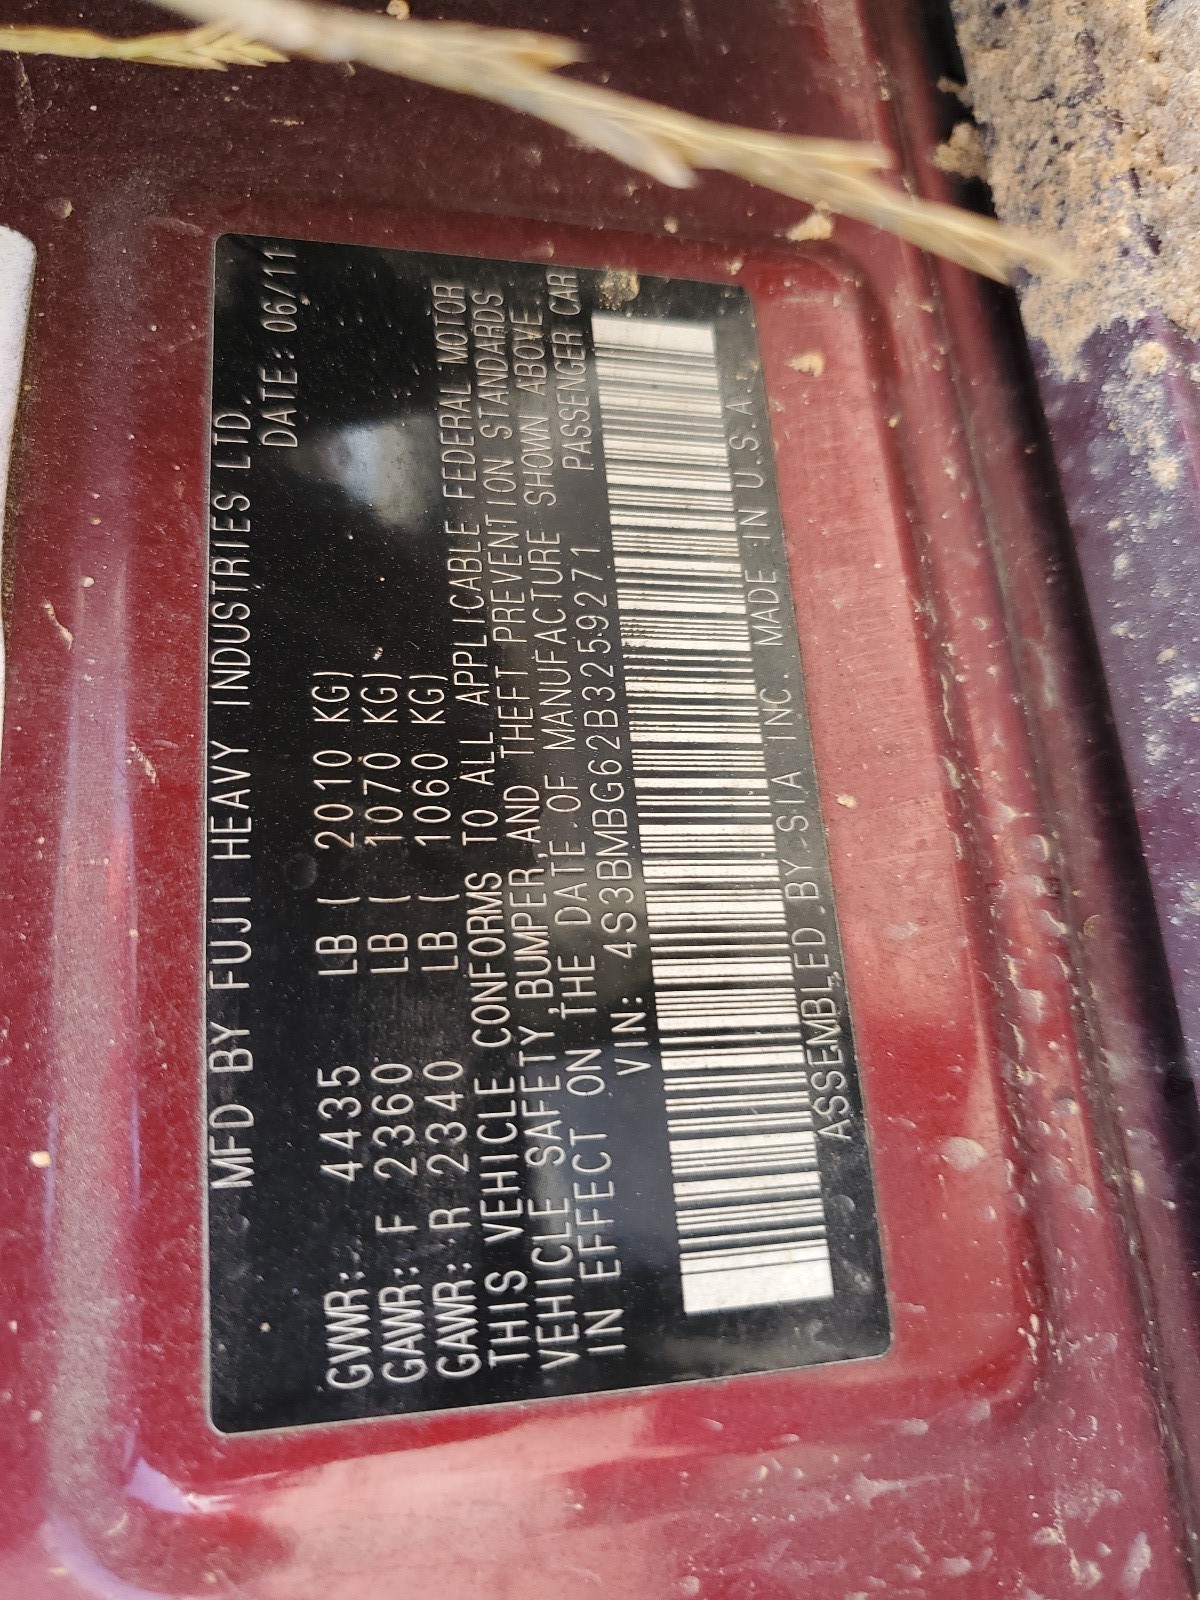 MFD BY FUJI HEAVY INDUSTRIES LTD.
DATE: 06/11
GVWR: 4435 LB ( 2010 KG)
GAWR: F 2360 LB ( 1070 KG)
GAWR: R 2340 LB ( 1060 KG)
THIS VEHICLE CONFORMS TO ALL APPLICABLE FEDERAL MOTOR
VEHICLE SAFETY,BUMPER,AND THEFT PREVENTION STANDARDS
IN EFFECT ON THE DATE OF MANUFACTURE SHOWN ABOVE.
VIN: 4S3BMBG62B3259271 PASSENGER CAR
ASSEMBLED BY SIA INC. MADE IN U.S.A.